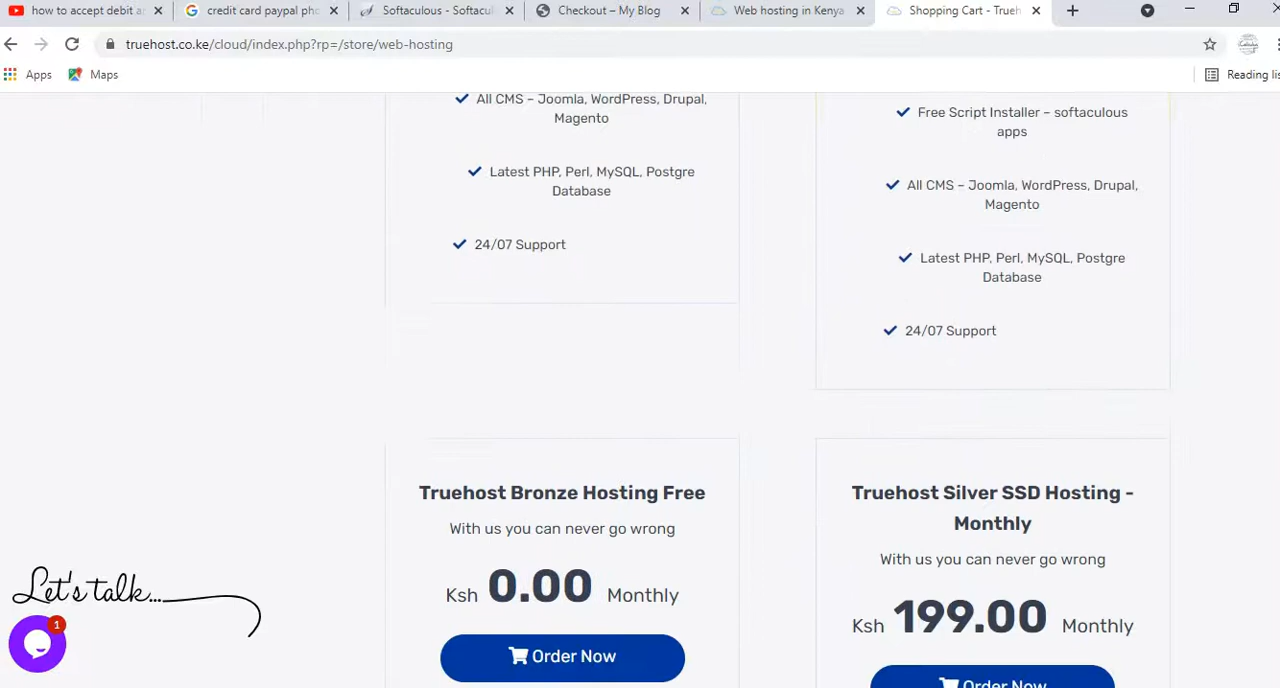 how to accept debit a
credit card paypal pho
Softaculous - Softacul
Checkout – My Blog
Web hosting in Kenya
Shopping Cart - Trueh
truehost.co.ke/cloud/index.php?rp=/store/web-hosting
Apps
Maps
Reading lis
All CMS – Joomla, WordPress, Drupal,
Magento
Latest PHP, Perl, MySQL, Postgre
Database
24/07 Support
Free Script Installer – softaculous
apps
All CMS – Joomla, WordPress, Drupal,
Magento
Latest PHP, Perl, MySQL, Postgre
Database
24/07 Support
Truehost Bronze Hosting Free
With us you can never go wrong
Ksh 0.00 Monthly
Order Now
Truehost Silver SSD Hosting -
Monthly
With us you can never go wrong
Ksh 199.00 Monthly
Order Now
Let's talk...
1